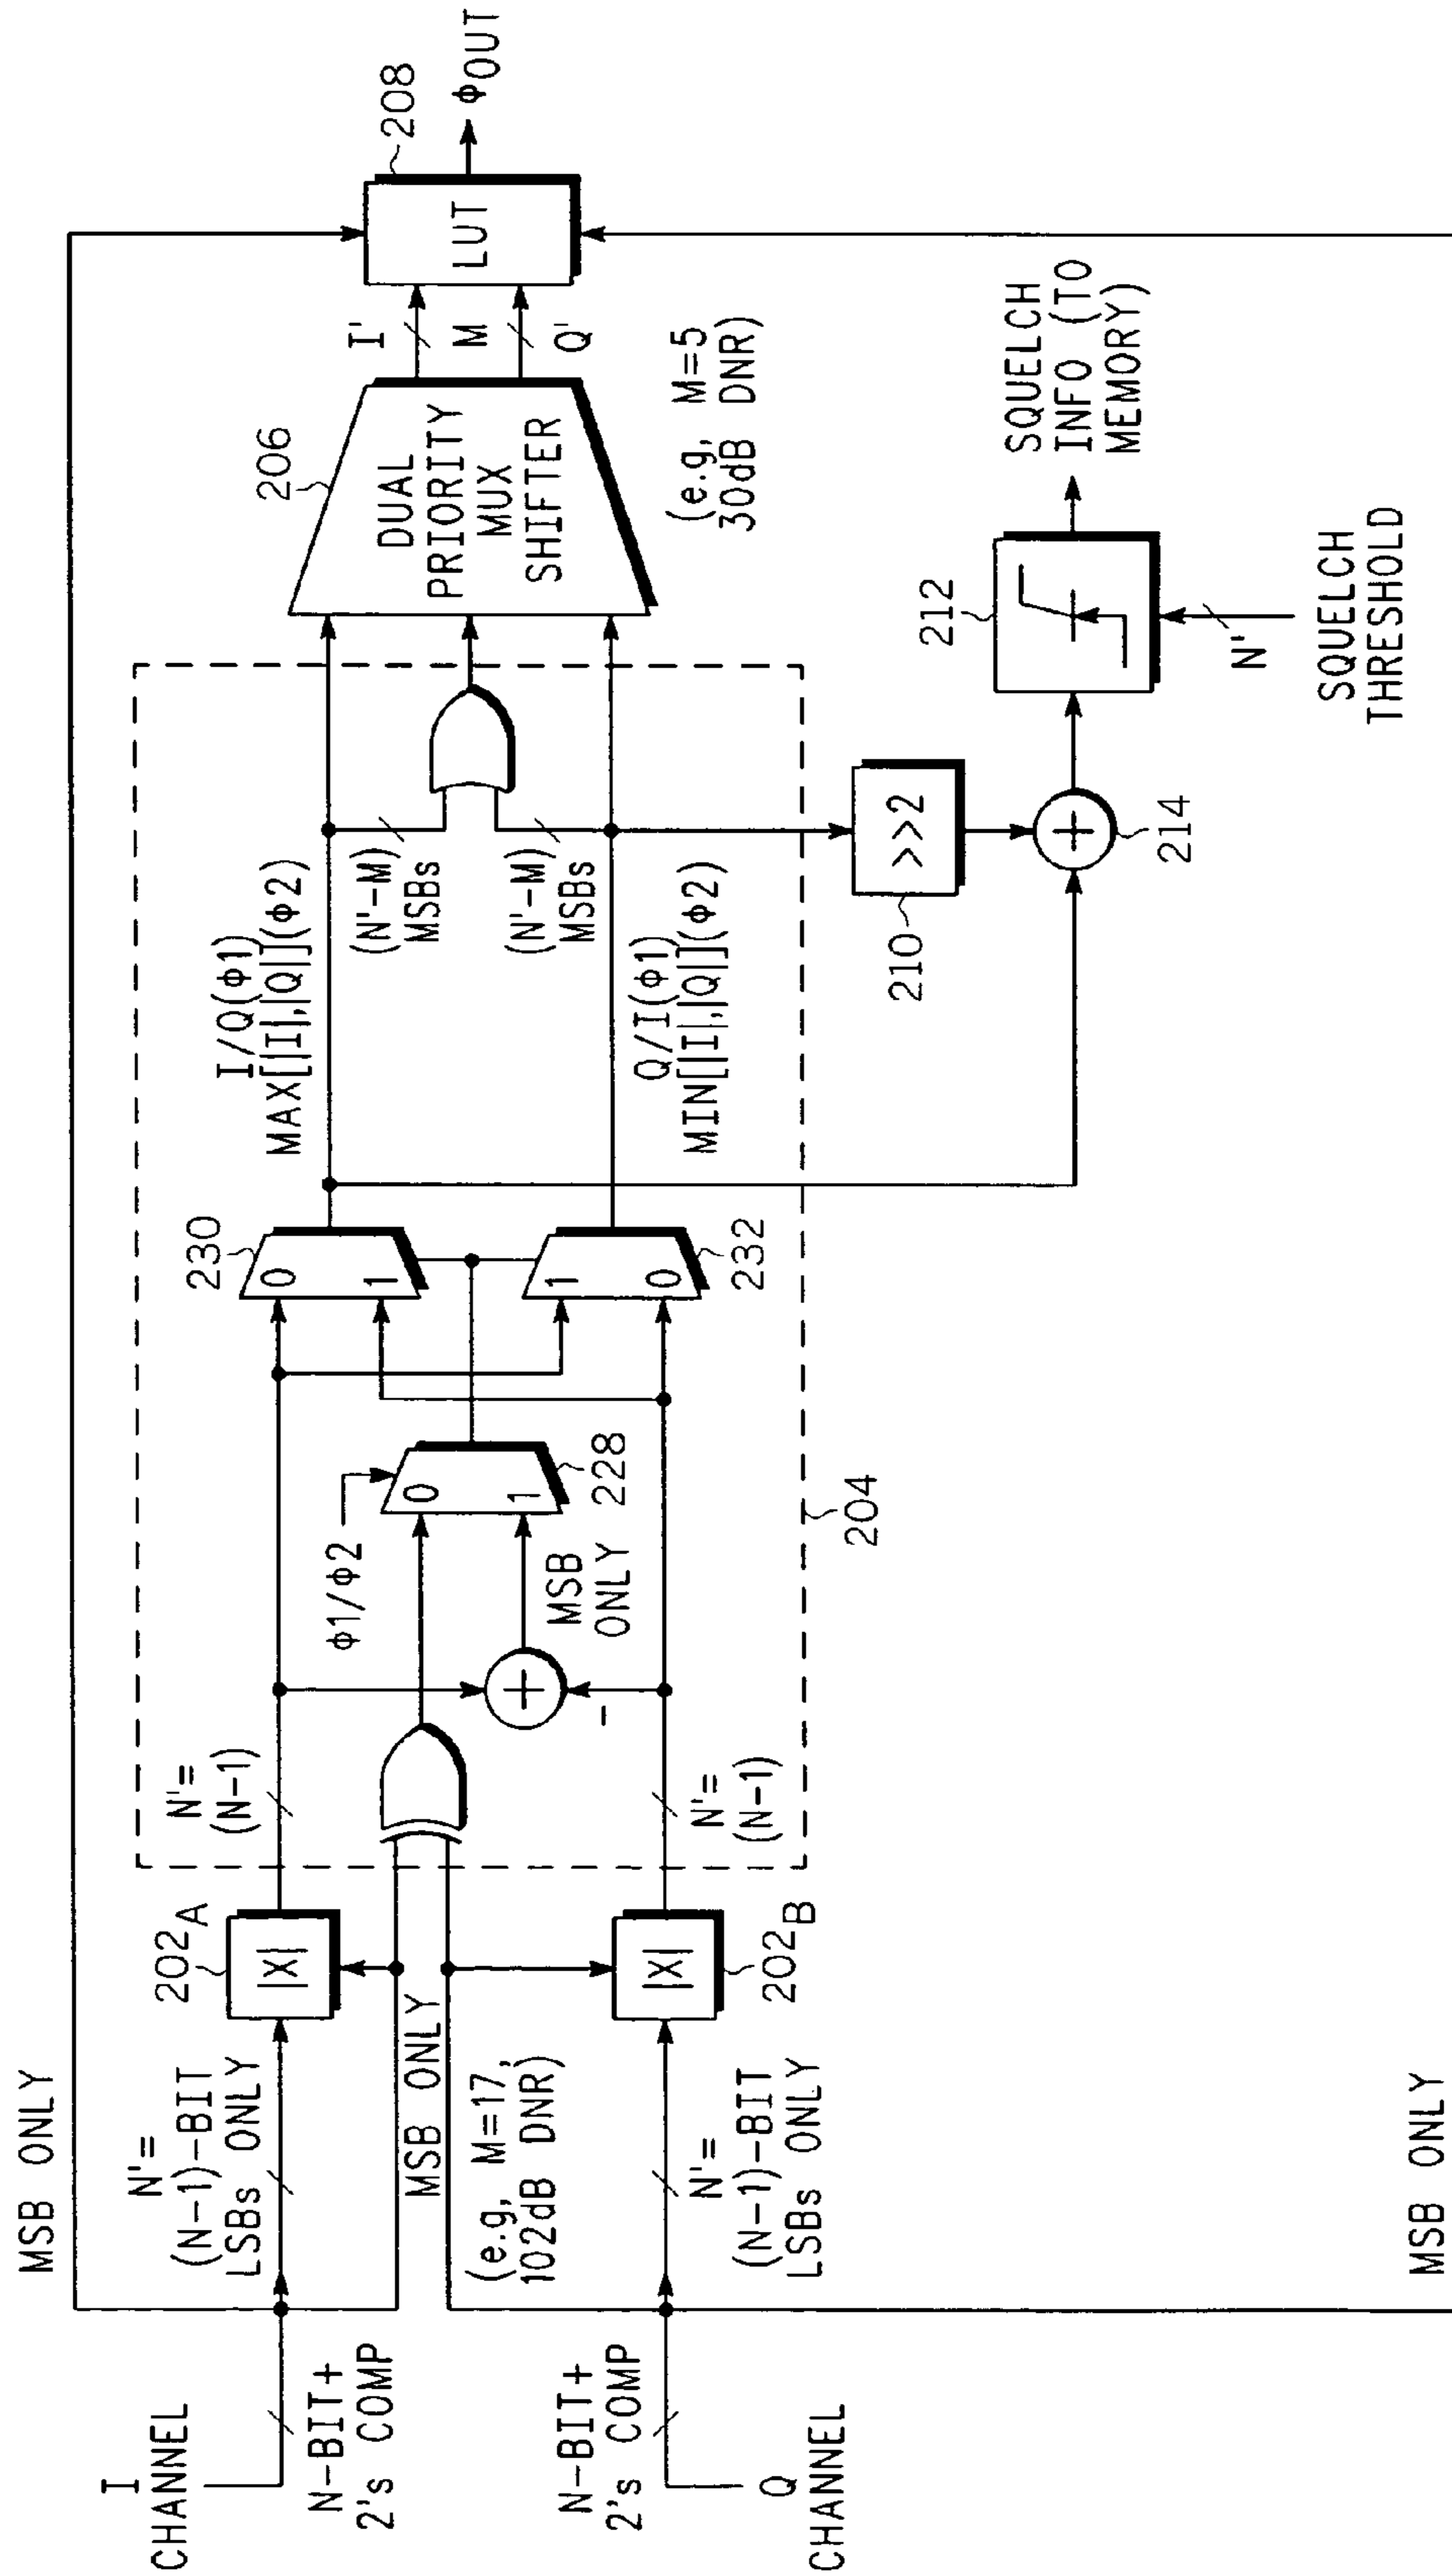 I
CHANNEL
N-BIT+
2's COMP
MSB ONLY
N'=
(N-1)-BIT
LSBs ONLY
202A
|X|
MSB ONLY
(e.g, M=17,
102dB DNR)
N-BIT+
2's COMP
Q
CHANNEL
N'=
(N-1)-BIT
LSBs ONLY
202B
|X|
MSB ONLY
N'=
(N-1)
N'=
(N-1)
+
-
MSB
ONLY
Φ1/Φ2
0
1
228
204
230
0
1
1
0
232
I/Q(Φ1)
MAX[|I|,|Q|](Φ2)
(N'-M)
MSBs
(N'-M)
MSBs
Q/I(Φ1)
MIN[|I|,|Q|](Φ2)
206
DUAL
PRIORITY
MUX
SHIFTER
I'
M
Q'
(e.g, M=5
30dB DNR)
LUT
208
ΦOUT
210
>>2
+
214
212
N'
SQUELCH
THRESHOLD
SQUELCH
INFO (TO
MEMORY)